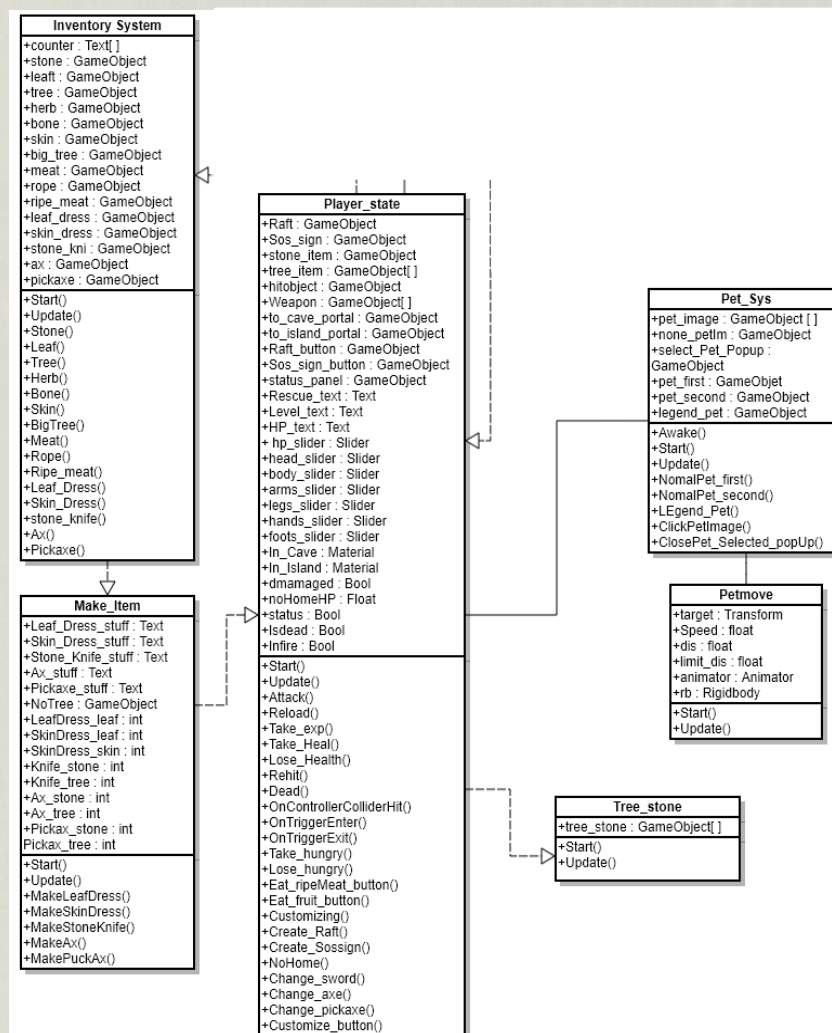 Inventory System
+counter : Text[ ]
+stone : GameObject
+leaft : GameObject
+tree : GameObject
+herb : GameObject
+bone : GameObject
+skin : GameObject
+big_tree : GameObject
+meat : GameObject
+rope : GameObject
+ripe_meat : GameObject
+leaf_dress : GameObject
+skin_dress : GameObject
+stone_kni : GameObject
+ax : GameObject
+pickaxe : GameObject
+Start()
+Update()
+Stone()
+Leaf()
+Tree()
+Herb()
+Bone()
+Skin()
+BigTree()
+Meat()
+Rope()
+Ripe_meat()
+Leaf_Dress()
+Skin_Dress()
+stone_knife()
+Ax()
+Pickaxe()
Make_Item
+Leaf_Dress_stuff : Text
+Skin_Dress_stuff : Text
+Stone_Knife_stuff : Text
+Ax_stuff : Text
+Pickaxe_stuff : Text
+NoTree : GameObject
+LeafDress_leaf : int
+SkinDress_leaf : int
+SkinDress_skin : int
+Knife_stone : int
+Knife_tree : int
+Ax_stone : int
+Ax_tree : int
+Pickax_stone : int
Pickax_tree : int
+Start()
+Update()
+MakeLeafDress()
+MakeSkinDress()
+MakeStoneKnife()
+MakeAx()
+MakePuckAx()
Player_state
+Raft : GameObject
+Sos_sign : GameObject
+stone_item : GameObject
+tree_item : GameObject[ ]
+hitobject : GameObject
+Weapon : GameObject[ ]
+to_cave_portal : GameObject
+to_island_portal : GameObject
+Raft_button : GameObject
+Sos_sign_button : GameObject
+status_panel : GameObject
+Rescue_text : Text
+Level_text : Text
+HP_text : Text
+ hp_slider : Slider
+head_slider : Slider
+body_slider : Slider
+arms_slider : Slider
+legs_slider : Slider
+hands_slider : Slider
+foots_slider : Slider
+In_Cave : Material
+In_Island : Material
+dmamaged : Bool
+noHomeHP : Float
+status : Bool
+Isdead : Bool
+Infire : Bool
+Start()
+Update()
+Attack()
+Reload()
+Take_exp()
+Take_Heal()
+Lose_Health()
+Rehit()
+Dead()
+OnControllerColliderHit()
+OnTriggerEnter()
+OnTriggerExit()
+Take_hungry()
+Lose_hungry()
+Eat_ripeMeat_button()
+Eat_fruit_button()
+Customizing()
+Create_Raft()
+Create_Sossign()
+NoHome()
+Change_sword()
+Change_axe()
+Change_pickaxe()
+Customize_button()
Pet_Sys
+pet_image : GameObject [ ]
+none_petIm : GameObject
+select_Pet_Popup :
GameObject
+pet_first : GameObjet
+pet_second : GameObject
+legend_pet : GameObject
+Awake()
+Start()
+Update()
+NomalPet_first()
+NomalPet_second()
+LEgend_Pet()
+ClickPetImage()
+ClosePet_Selected_popUp()
Petmove
+target : Transform
+Speed : float
+dis : float
+limit_dis : float
+animator : Animator
+rb : Rigidbody
+Start()
+Update()
Tree_stone
+tree_stone : GameObject[ ]
+Start()
+Update()